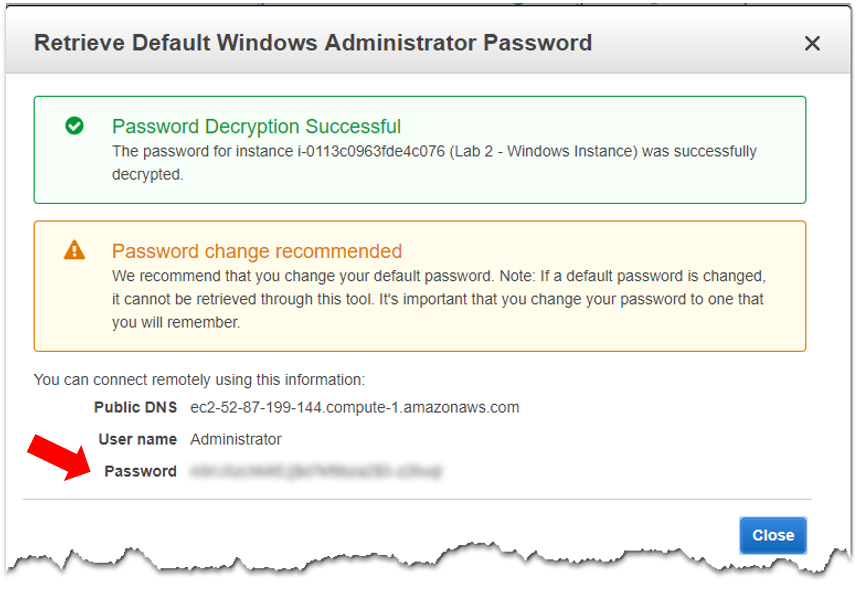 Retrieve Default Windows Administrator Password
Password Decryption Successful
The password for instance i-0113c0963fde4c076 (Lab 2 - Windows Instance) was successfully
decrypted.
Password change recommended
We recommend that you change your default password. Note: If a default password is changed,
it cannot be retrieved through this tool. It's important that you change your password to one that
you will remember.
You can connect remotely using this information:
Public DNS ec2-52-87-199-144.compute-1.amazonaws.com
User name Administrator
Password
Close